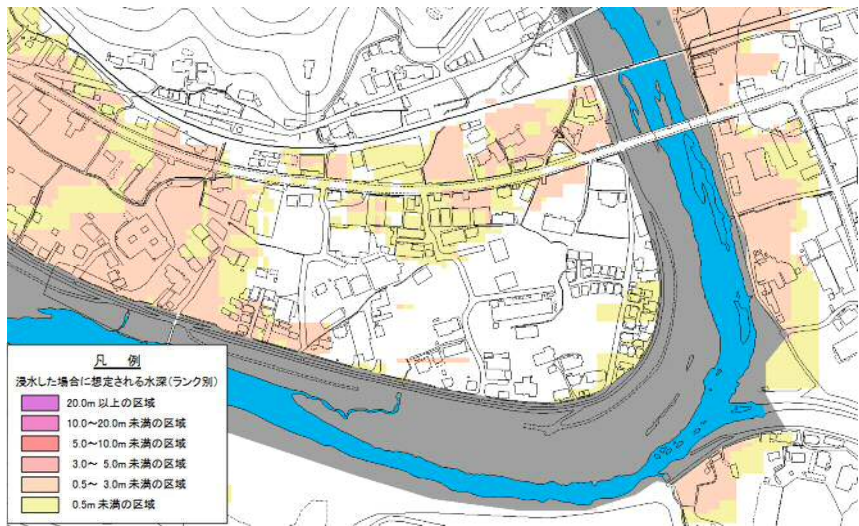 凡 例
浸水した場合に想定される水深(ランク別)
20.0m 以上の区域
10.0～20.0m 未満の区域
5.0～10.0m 未満の区域
3.0～ 5.0m 未満の区域
0.5～ 3.0m 未満の区域
0.5m 未満の区域